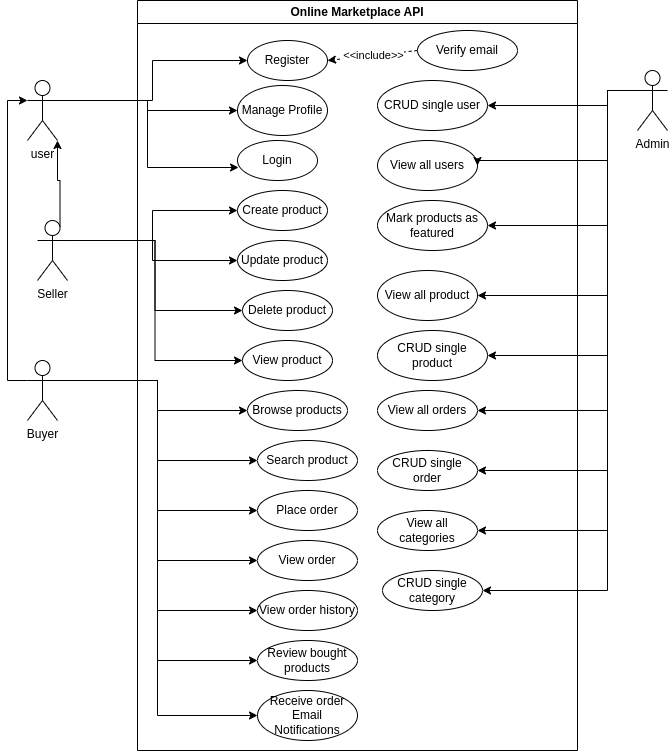 Online Marketplace API
Register
<<include>>
Verify email
user
Manage Profile
Login
CRUD single user
View all users
Admin
Create product
Update product
Mark products as
featured
Seller
Delete product
View product
View all product
CRUD single
product
Buyer
Browse products
View all orders
Search product
CRUD single
order
Place order
View order
View all
categories
View order history
CRUD single
category
Review bought
products
Receive order
Email
Notifications